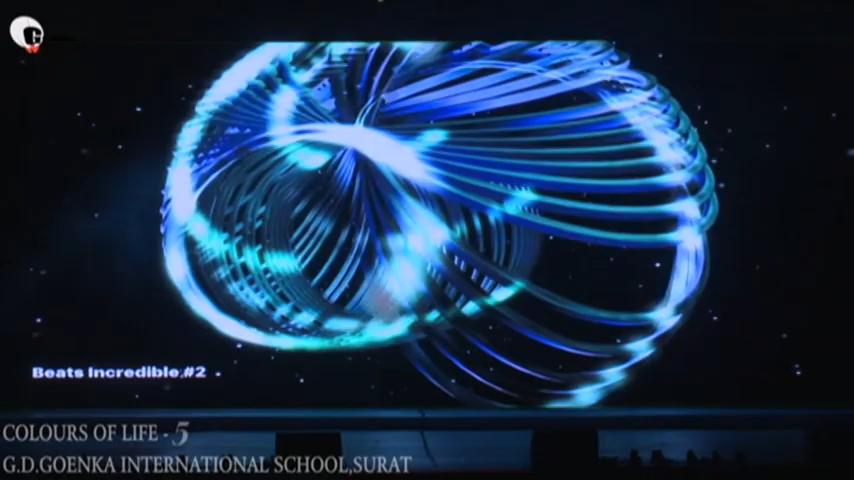 G
Beats Incredible #2
COLOURS OF LIFE - 5
G.D.GOENKA INTERNATIONAL SCHOOL,SURAT